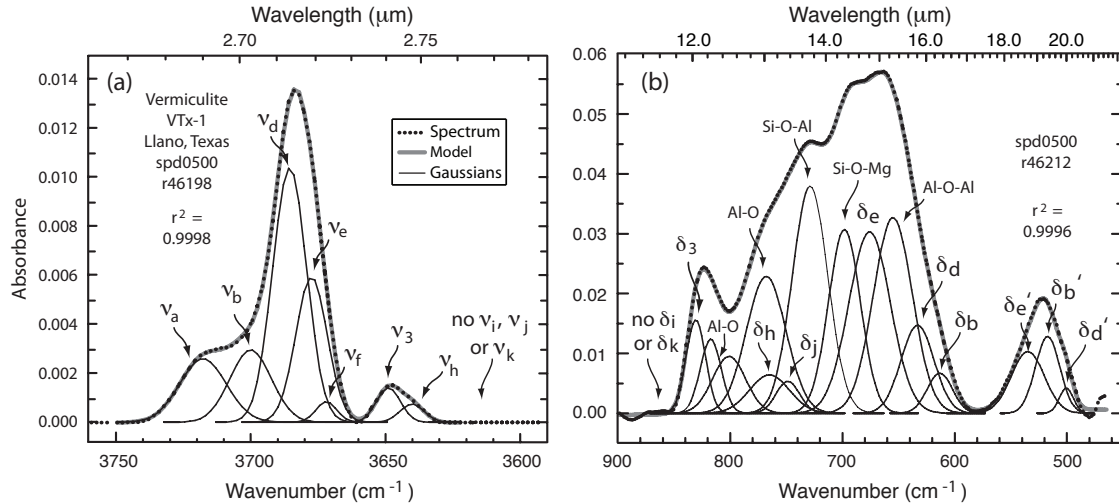 Wavelength (μm)
2.70 2.75
(a)
Vermiculite
VTx-1
Llano, Texas
spd0500
r46198
r² =
0.9998
Spectrum
Model
Gaussians
νa
νb
νd
νe
νf
ν3
νh
no νi, νj
or νk
0.014
0.012
0.010
0.008
0.006
0.004
0.002
0.000
Absorbance
3750 3700 3650 3600
Wavenumber (cm⁻¹)
Wavelength (μm)
12.0 14.0 16.0 18.0 20.0
(b)
spd0500
r46212
r² =
0.9996
Si-O-Al
Si-O-Mg
δe
Al-O-Al
Al-O
δ3
δd
δb
no δi
or δk
Al-O
δh
δj
δe'
δb'
δd'
0.06
0.05
0.04
0.03
0.02
0.01
0.00
900 800 700 600 500
Wavenumber (cm⁻¹)